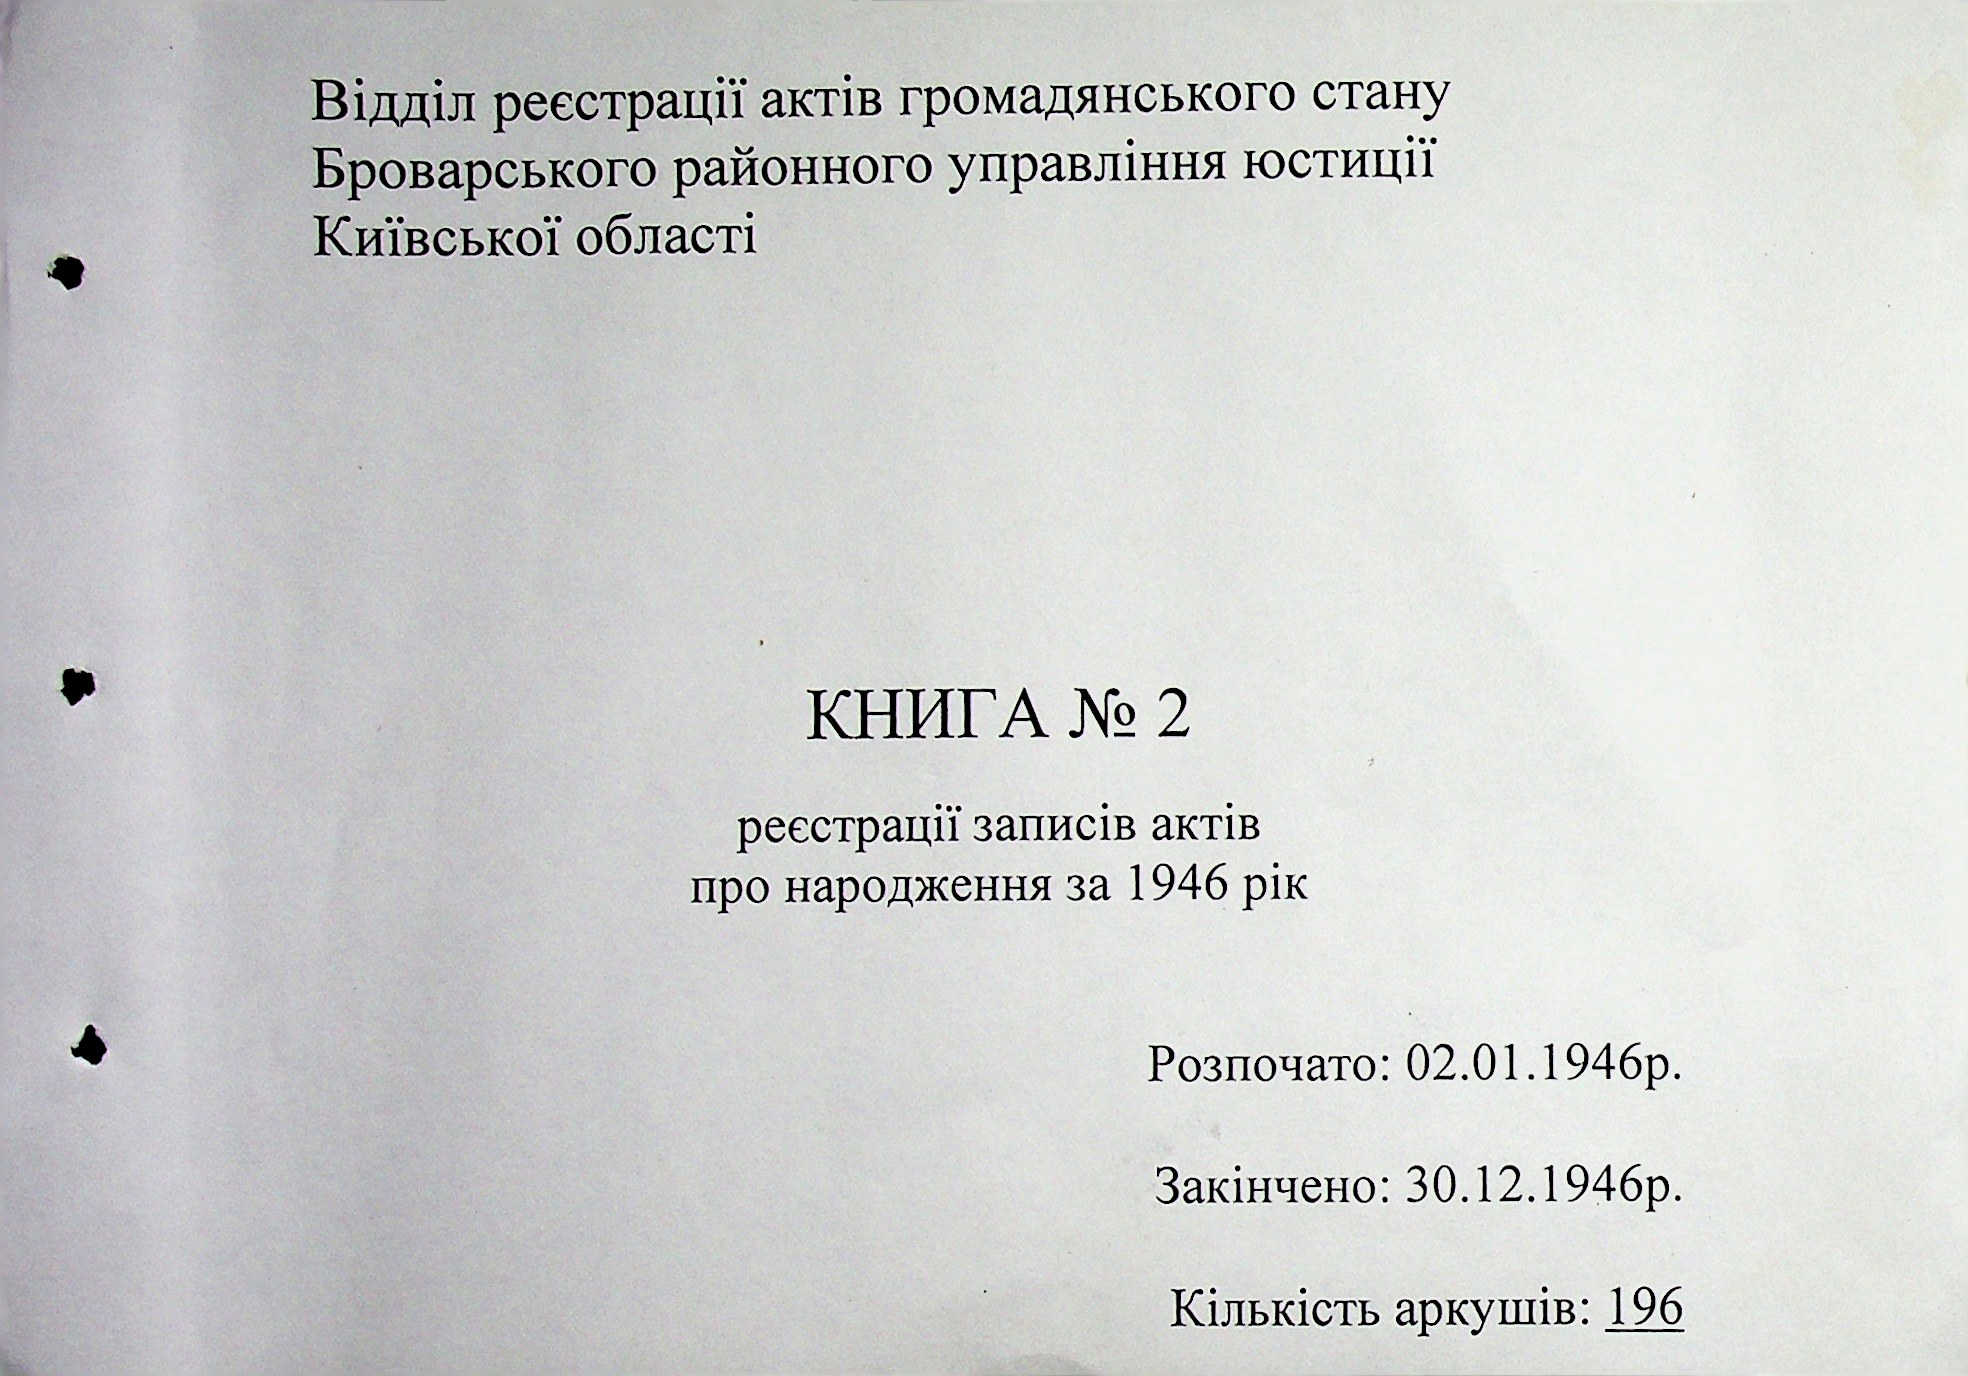 Відділ реєстрації актів громадянського стану
Броварського районного управління юстиції
Київської області
КНИГА № 2
реєстрації записів актів
про народження за 1946 рік
Розпочато: 02.01.1946р.
Закінчено: 30.12.1946р.
Кількість аркушів: 196